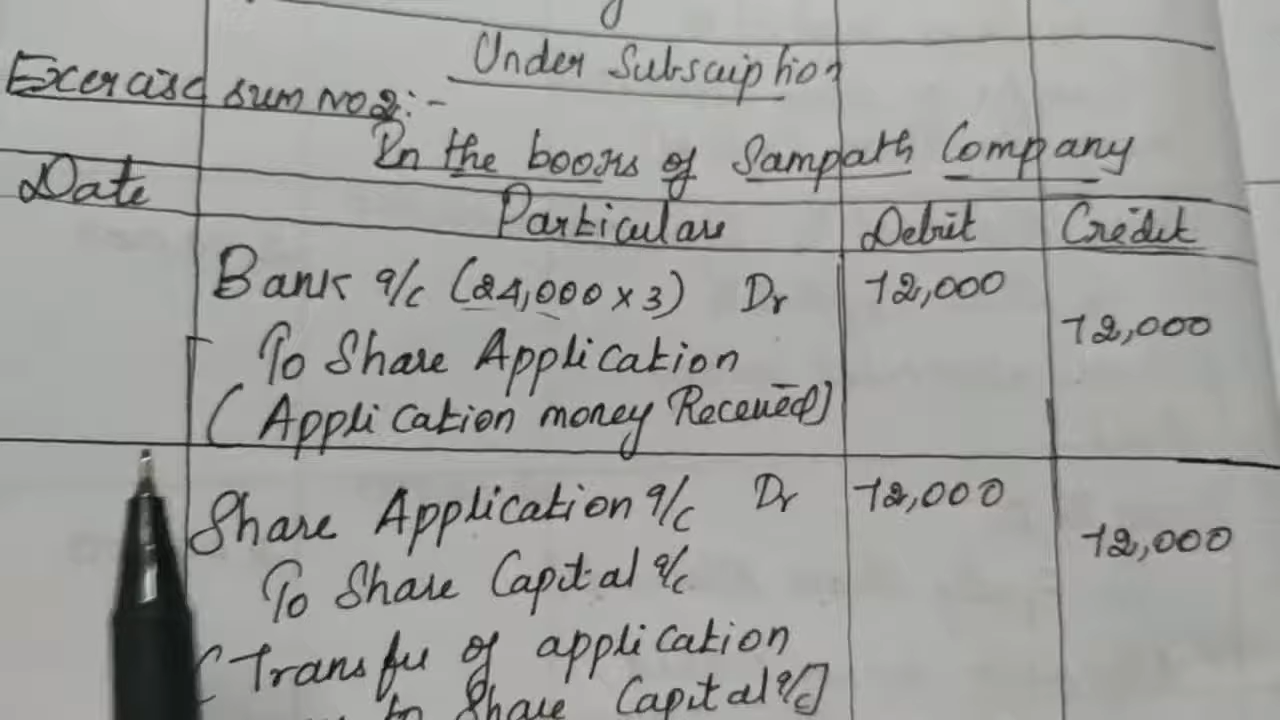 Under Subscription
Exercise sum no 2:-
In the books of Sampath Company
Date Particulars Debit Credit
Bank a/c (24,000 x 3) Dr 72,000
To Share Application 72,000
(Application money Received)
Share Application a/c Dr 72,000
To Share Capital a/c 72,000
(Transfer of application
to Share Capital a/c)